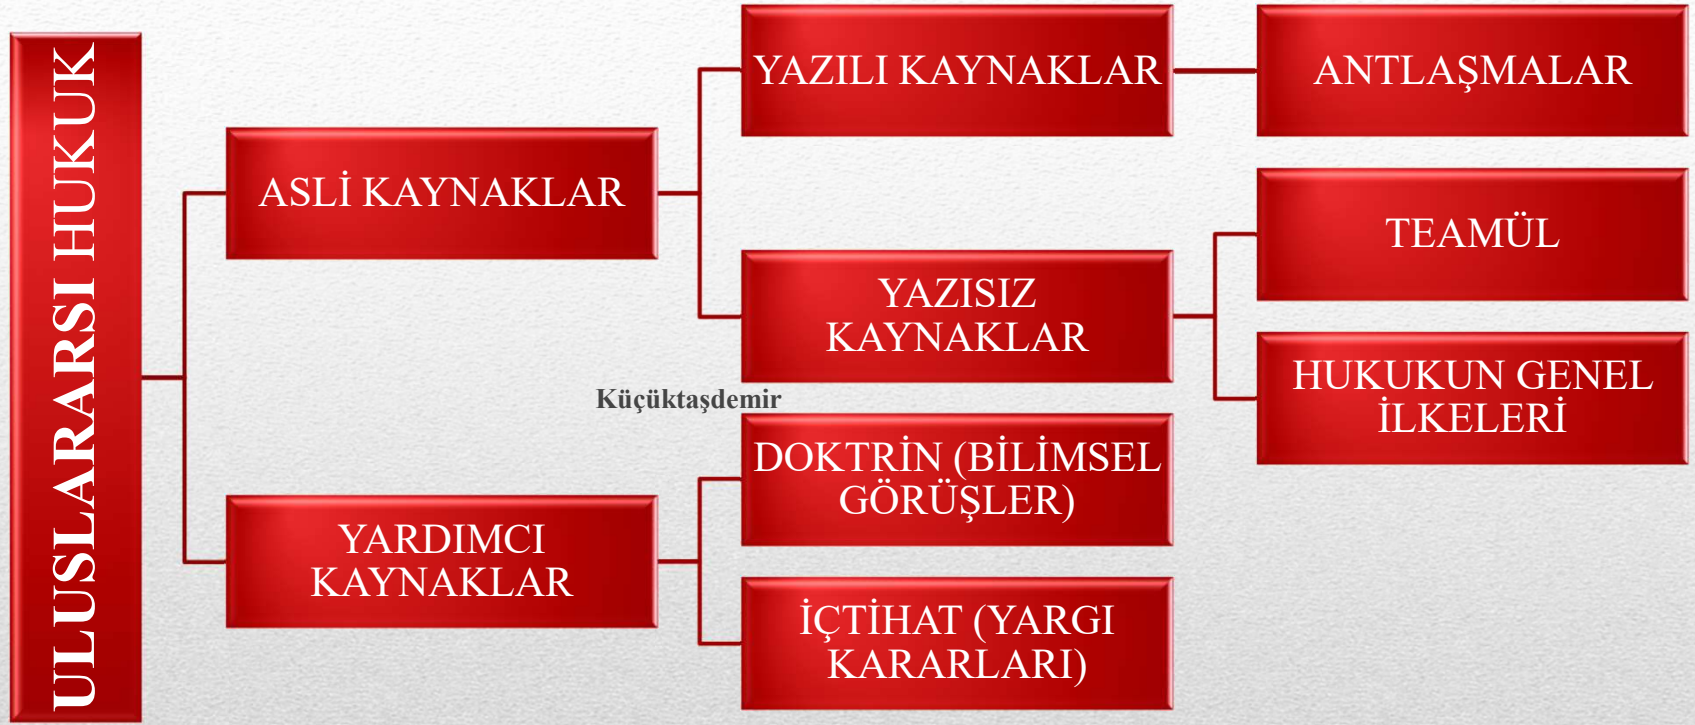 ULUSLARARSI HUKUK
ASLİ KAYNAKLAR
YAZILI KAYNAKLAR
ANTLAŞMALAR
YAZISIZ
KAYNAKLAR
TEAMÜL
HUKUKUN GENEL
İLKELERİ
Küçüktaşdemir
YARDIMCI
KAYNAKLAR
DOKTRİN (BİLİMSEL
GÖRÜŞLER)
İÇTİHAT (YARGI
KARARLARI)